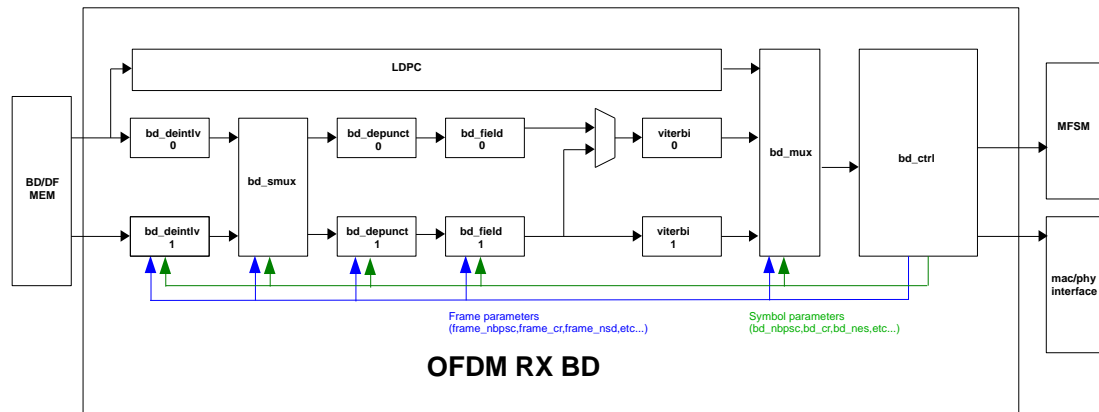 LDPC
bd_deintlv
0
bd_depunct
0
bd_field
0
viterbi
0
MFSM
BD/DF
MEM
bd_smux
bd_mux
bd_ctrl
bd_deintlv
1
bd_depunct
1
bd_field
1
viterbi
1
mac/phy
interface
Frame parameters
(frame_nbpsc,frame_cr,frame_nsd,etc...)
Symbol parameters
(bd_nbpsc,bd_cr,bd_nes,etc...)
OFDM RX BD